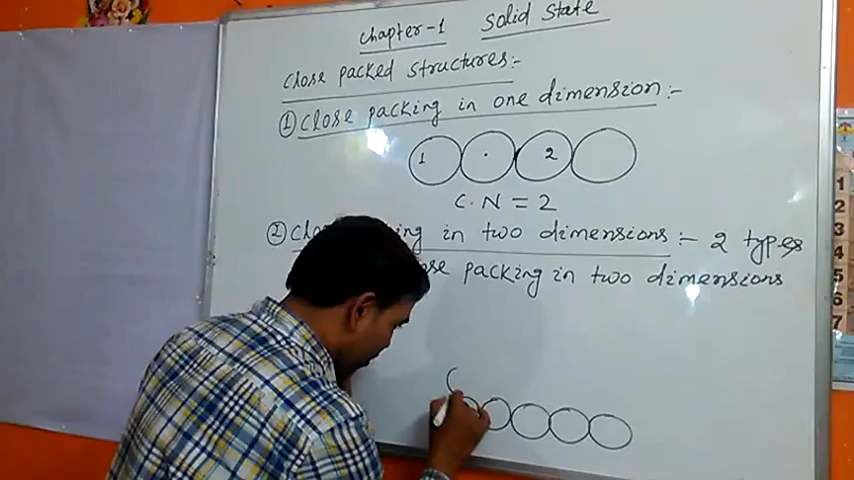 chapter-1 Solid State
close packed structures:-
① close packing in one dimension:-
1 2
C.N = 2
② in two dimensions:- 2 types
packing in two dimensions
1
2
3
4
5
6
7